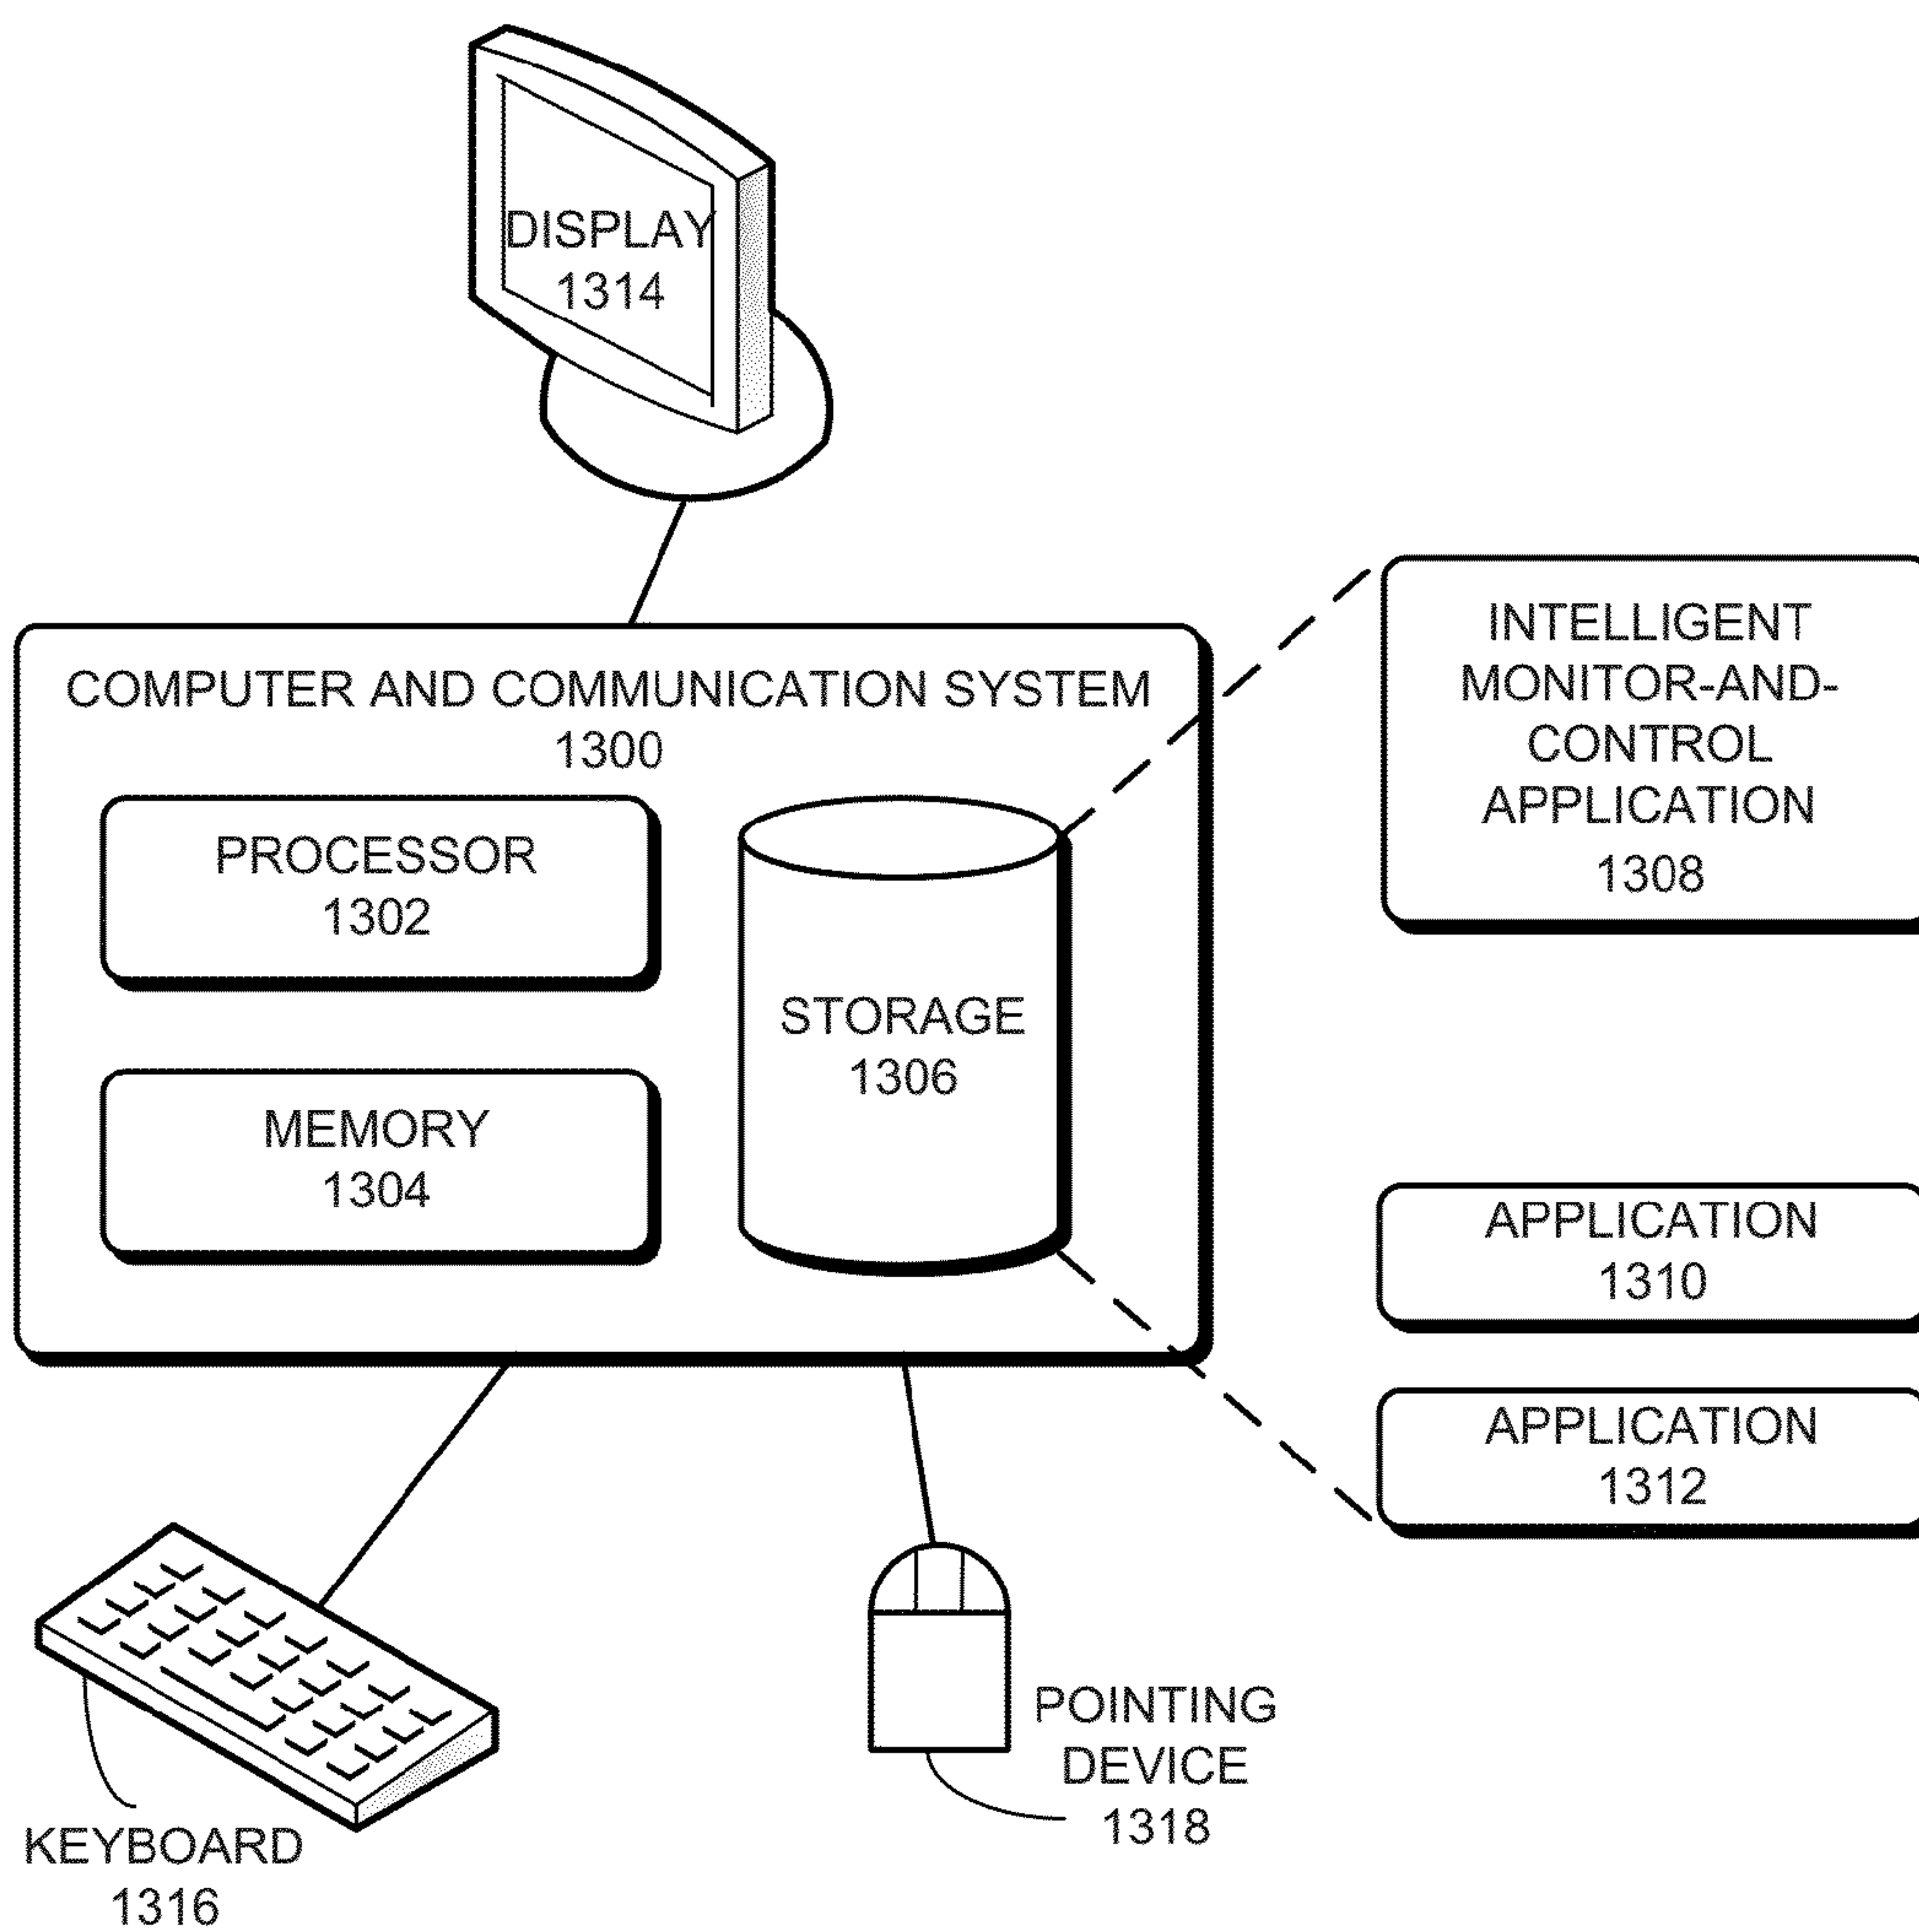 DISPLAY
1314
COMPUTER AND COMMUNICATION SYSTEM
1300
PROCESSOR
1302
MEMORY
1304
STORAGE
1306
INTELLIGENT
MONITOR-AND-
CONTROL
APPLICATION
1308
APPLICATION
1310
APPLICATION
1312
KEYBOARD
1316
POINTING
DEVICE
1318